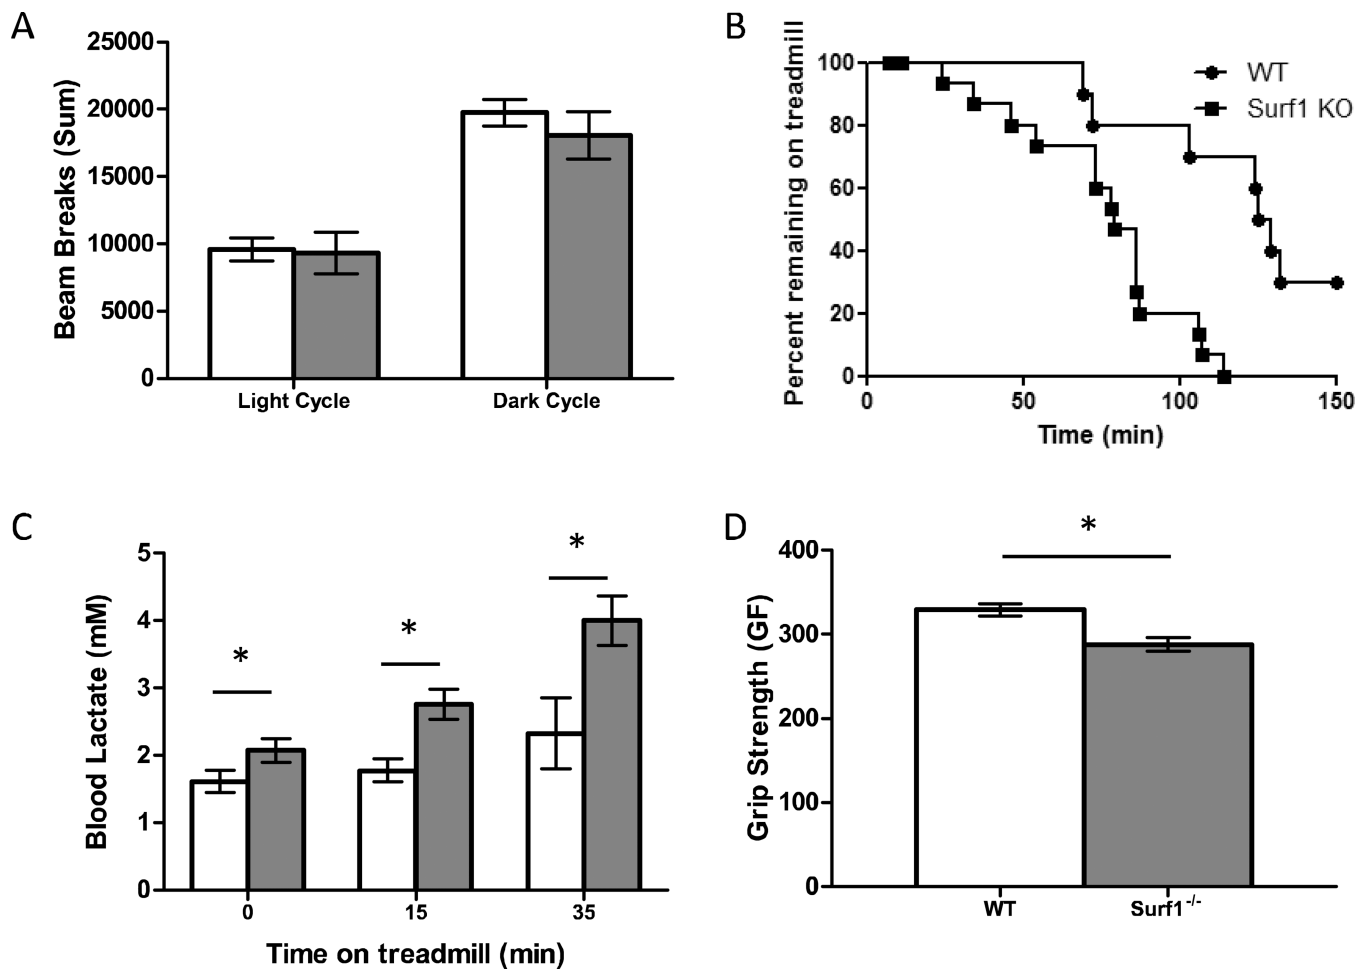 A
Beam Breaks (Sum)
25000
20000
15000
10000
5000
0
Light Cycle
Dark Cycle
B
Percent remaining on treadmill
100
80
60
40
20
0
0
50
100
150
Time (min)
WT
Surf1 KO
C
Blood Lactate (mM)
5
4
3
2
1
0
*
*
*
0
15
35
Time on treadmill (min)
D
Grip Strength (GF)
400
300
200
100
0
*
WT
Surf1-/-